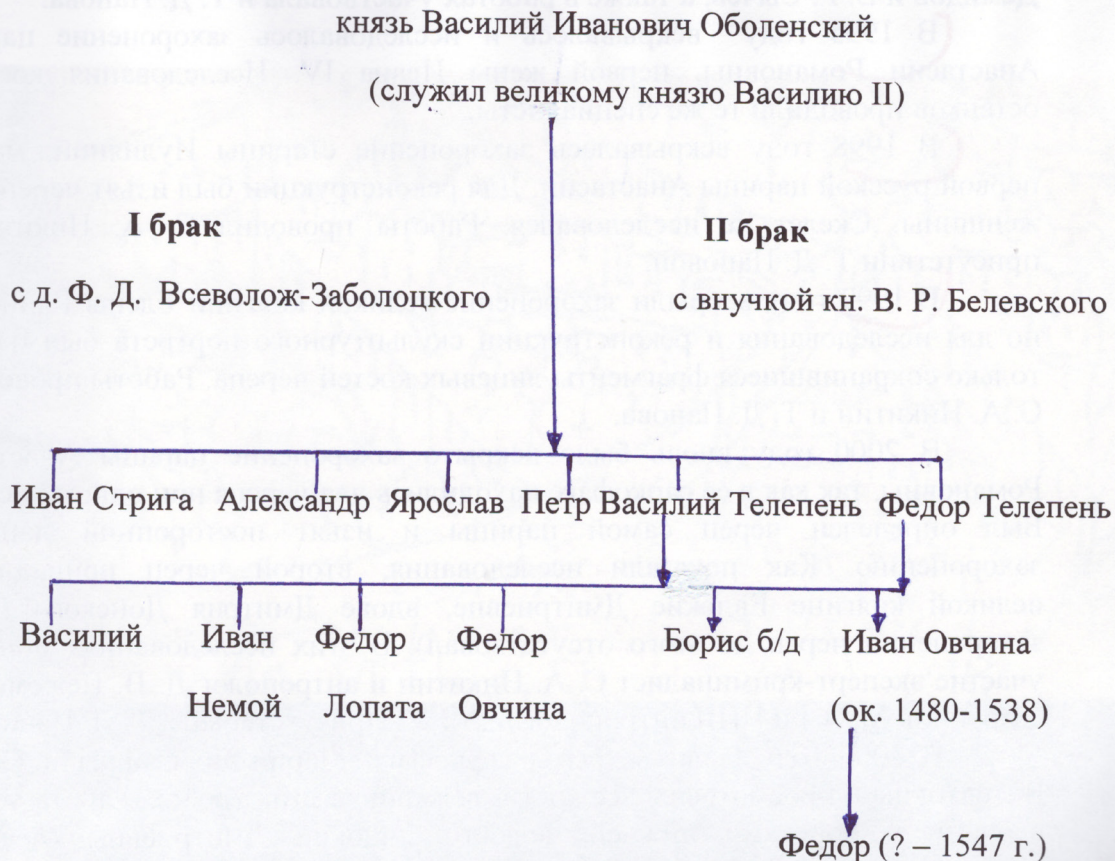 князь Василий Иванович Оболенский
(служил великому князю Василию II)
I брак
II брак
с д. Ф. Д. Всеволож-Заболоцкого
с внучкой кн. В. Р. Белевского
Иван Стрига Александр Ярослав Петр Василий Телепень Федор Телепень
Василий Иван Федор Федор Борис б/д Иван Овчина
Немой Лопата Овчина (ок. 1480-1538)
Федор (? – 1547 г.)